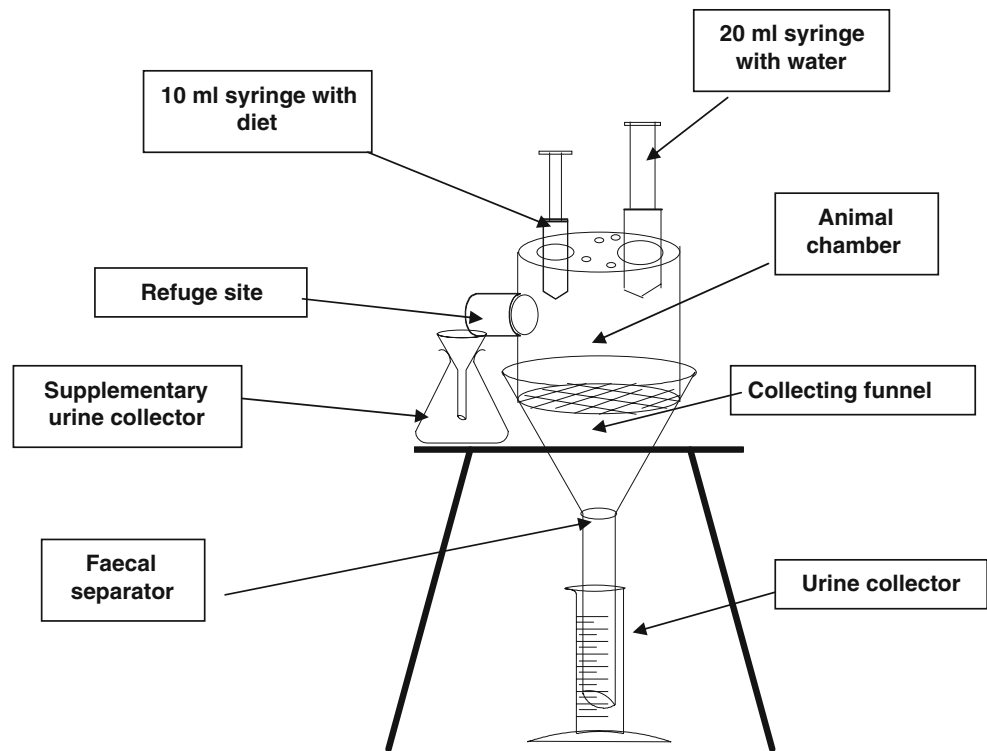 20 ml syringe
with water
10 ml syringe with
diet
Animal
chamber
Refuge site
Supplementary
urine collector
Collecting funnel
Faecal
separator
Urine collector